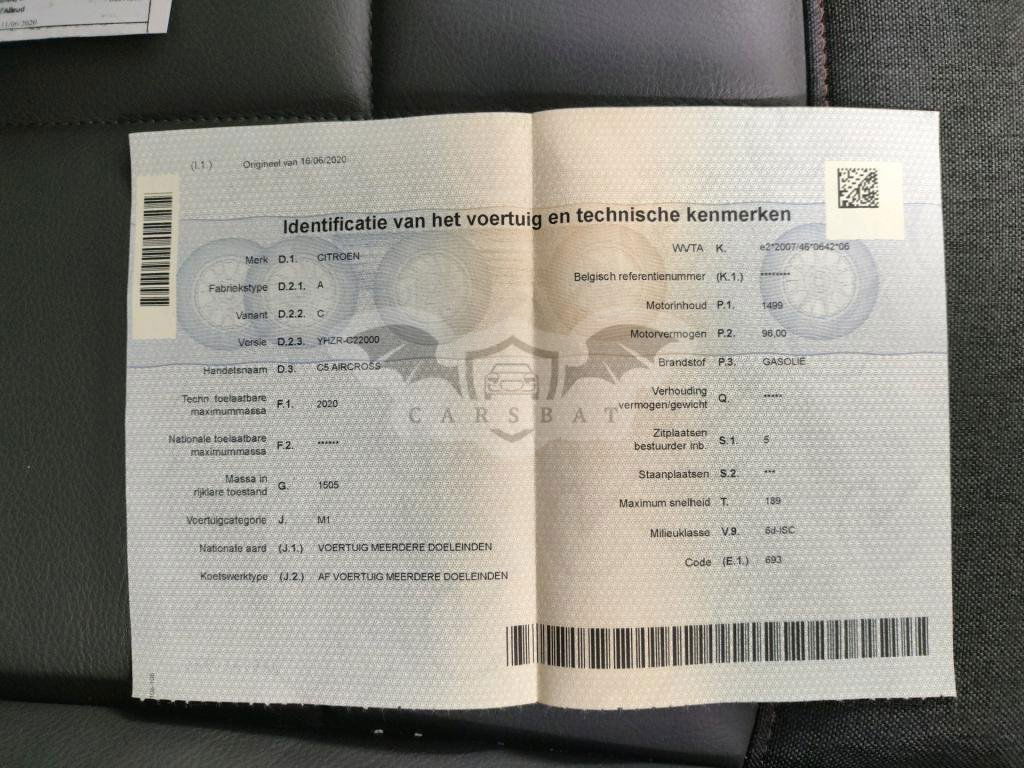 11/06/2020
(I.1.) Origineel van 16/06/2020
Identificatie van het voertuig en technische kenmerken
Merk D.1. CITROEN
Fabriekstype D.2.1. A
Variant D.2.2. C
Versie D.2.3. YHZR-C22000
Handelsnaam D.3. C5 AIRCROSS
Techn toelaatbare
maximummassa F.1. 2020
Nationale toelaatbare
maximummassa F.2. ******
Massa in
rijklare toestand G. 1505
Voertuigcategorie J. M1
Nationale aard (J.1.) VOERTUIG MEERDERE DOELEINDEN
Koetswerktype (J.2.) AF VOERTUIG MEERDERE DOELEINDEN
WVTA K. e2*2007/46*0642*06
Belgisch referentienummer (K.1.) ********
Motorinhoud P.1. 1499
Motorvermogen P.2. 96,00
Brandstof P.3. GASOLIE
Verhouding
vermogen/gewicht Q. *****
Zitplaatsen
bestuurder inb. S.1. 5
Staanplaatsen S.2. ***
Maximum snelheid T. 189
Milieuklasse V.9. 6d-ISC
Code (E.1.) 693
CARSBAT